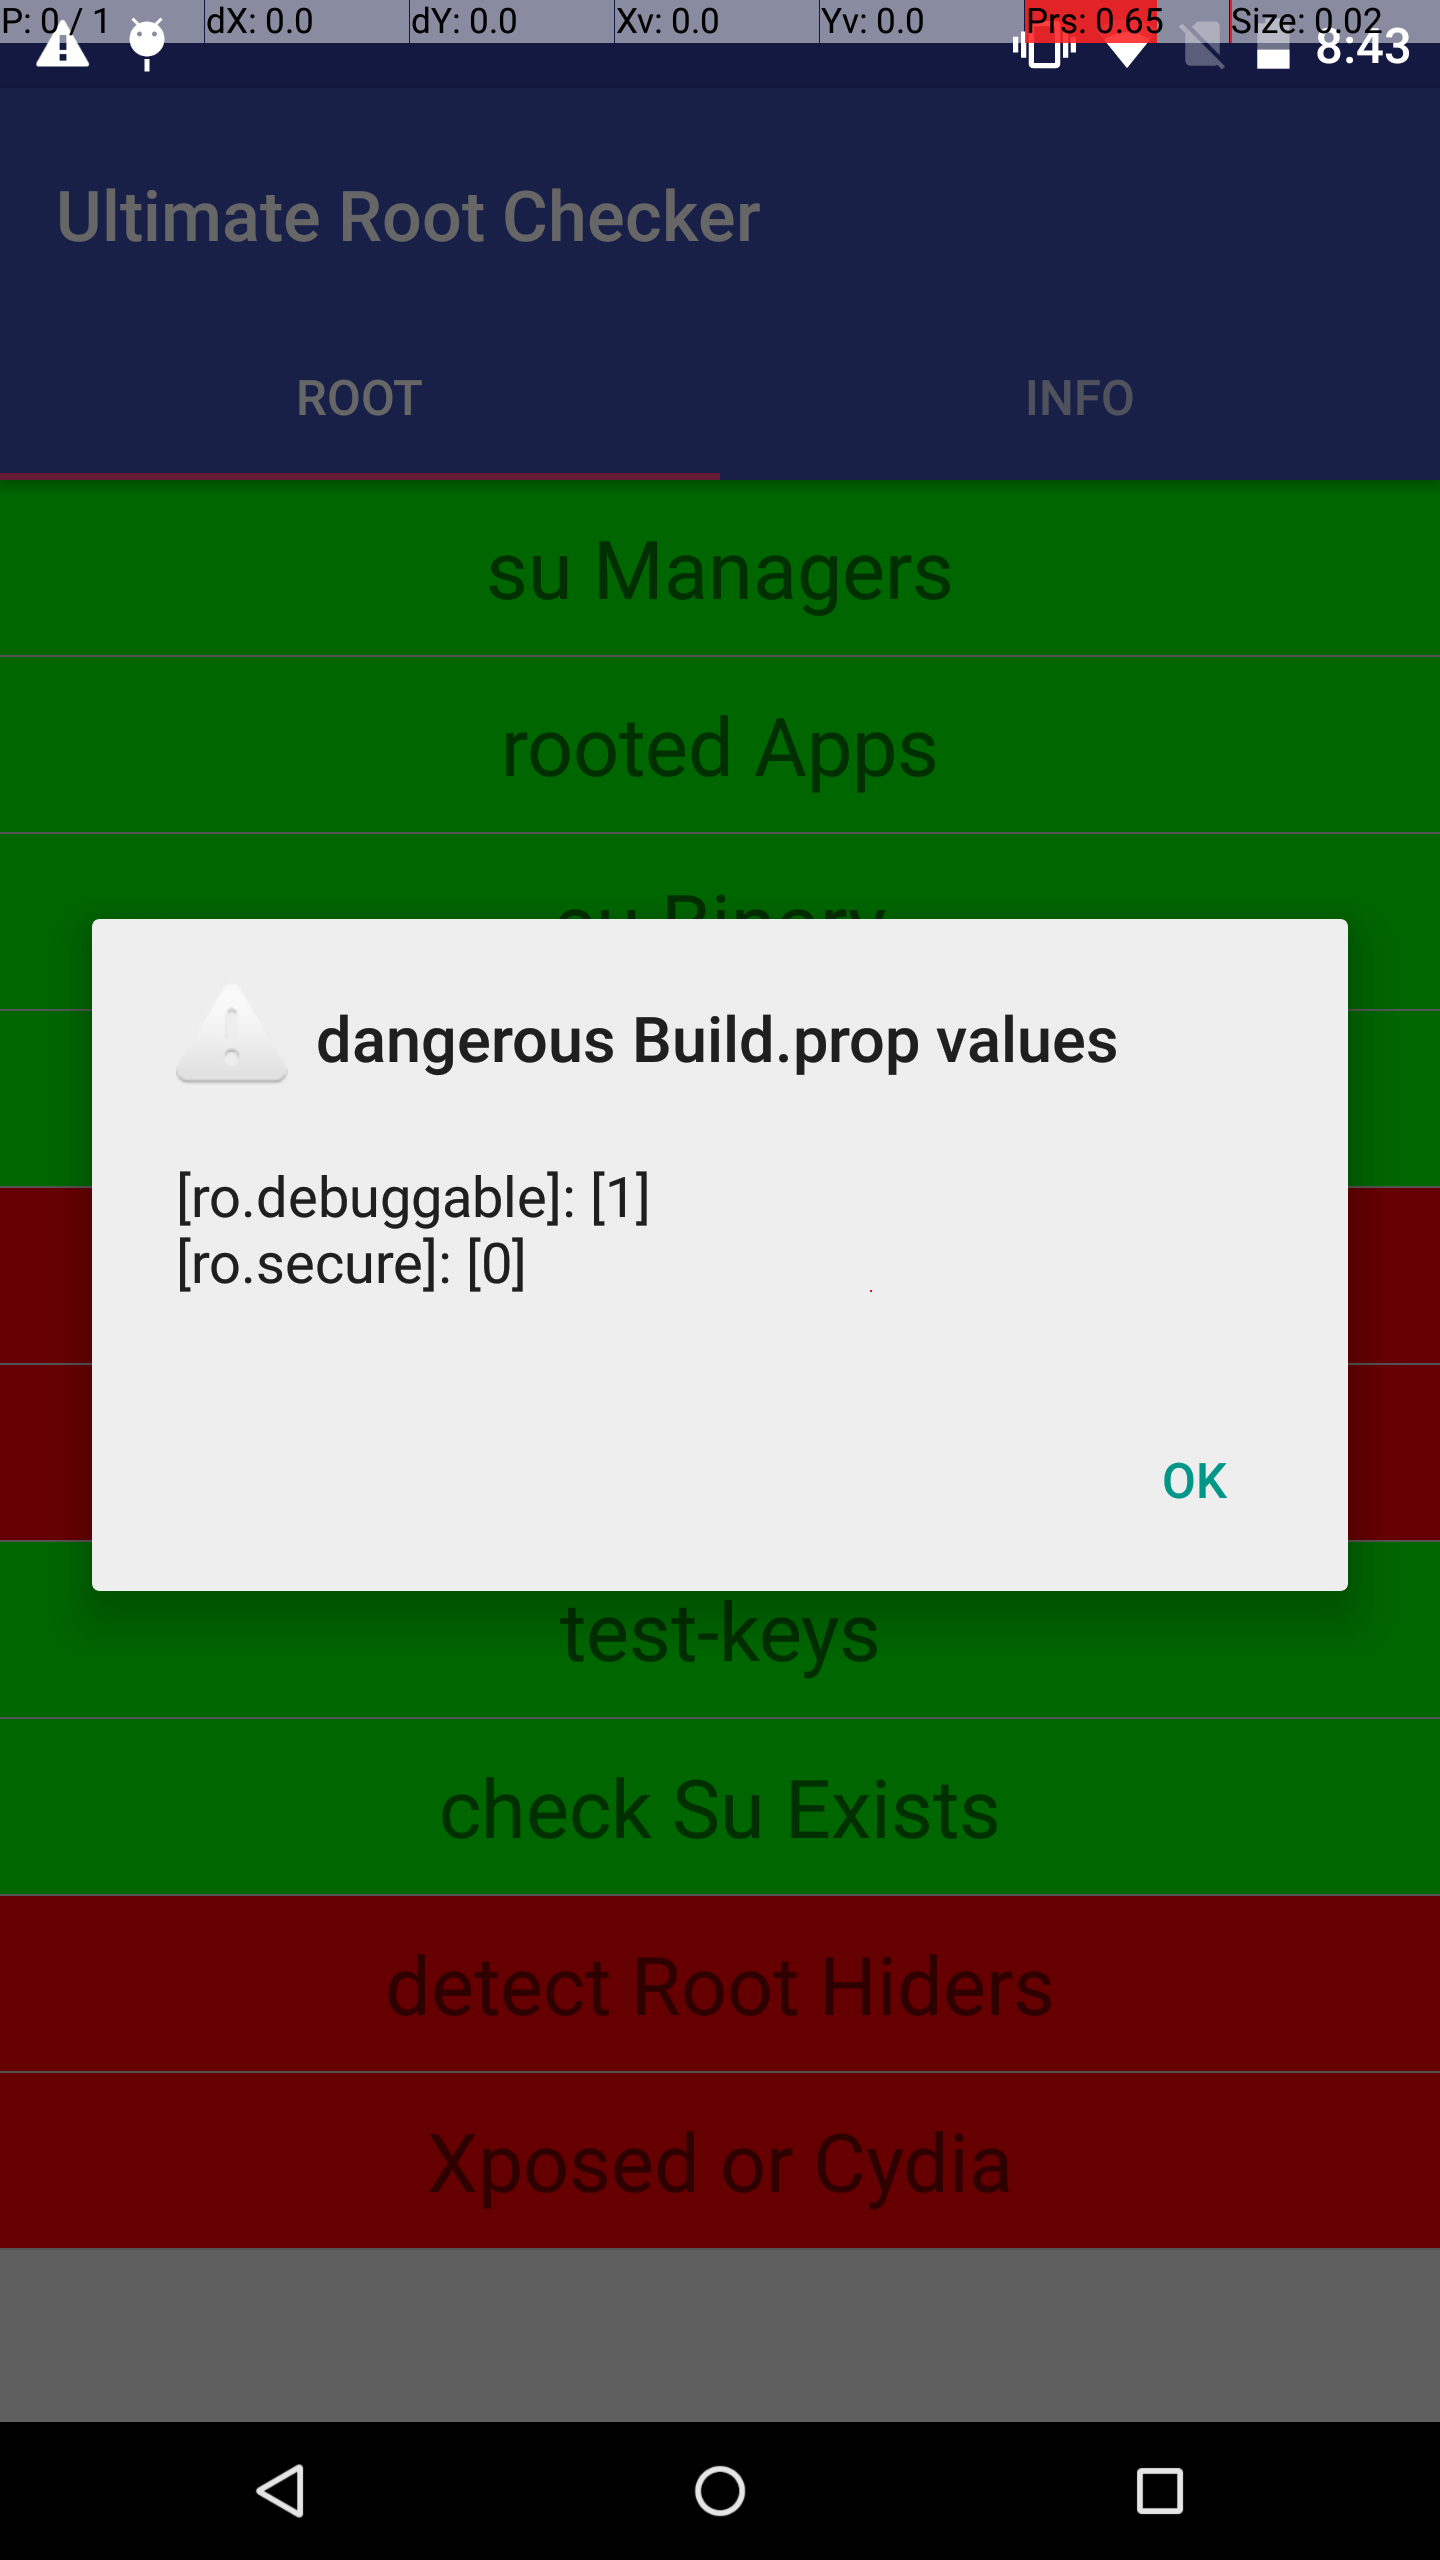 P: 0 / 1 dX: 0.0 dY: 0.0 Xv: 0.0 Yv: 0.0 Prs: 0.65 Size: 0.02
8:43
Ultimate Root Checker
ROOT INFO
su Managers
rooted Apps
su Binary
dangerous Build.prop values
[ro.debuggable]: [1]
[ro.secure]: [0]
OK
test-keys
check Su Exists
detect Root Hiders
Xposed or Cydia